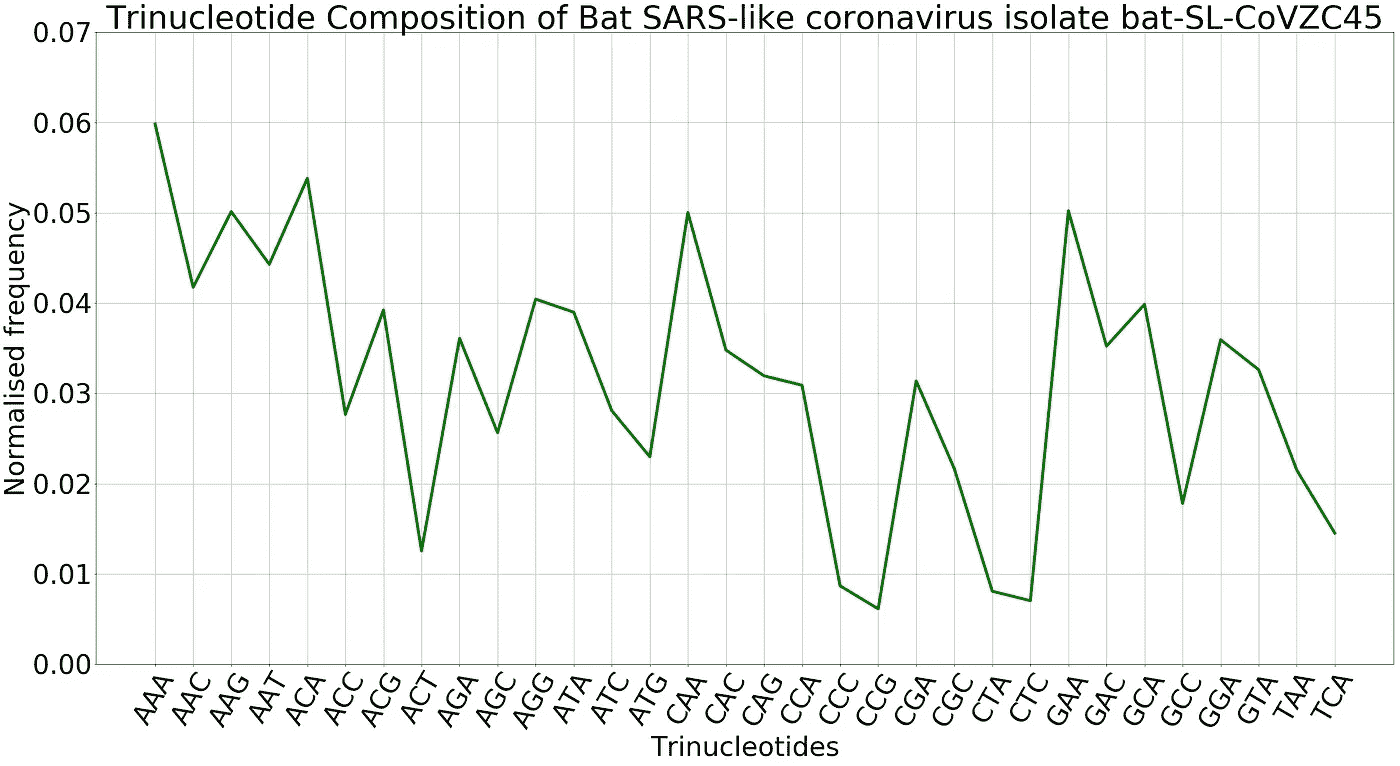 Trinucleotide Composition of Bat SARS-like coronavirus isolate bat-SL-CoVZC45
0.07
0.06
0.05
0.04
0.03
0.02
0.01
0.00
Normalised frequency
AAA AAC AAG AAT ACA ACC ACG ACT AGA AGC AGG ATA ATC ATG CAA CAC CAG CCA CCC CCG CGA CGC CTA CTC GAA GAC GCA GCC GGA GTA TAA TCA
Trinucleotides